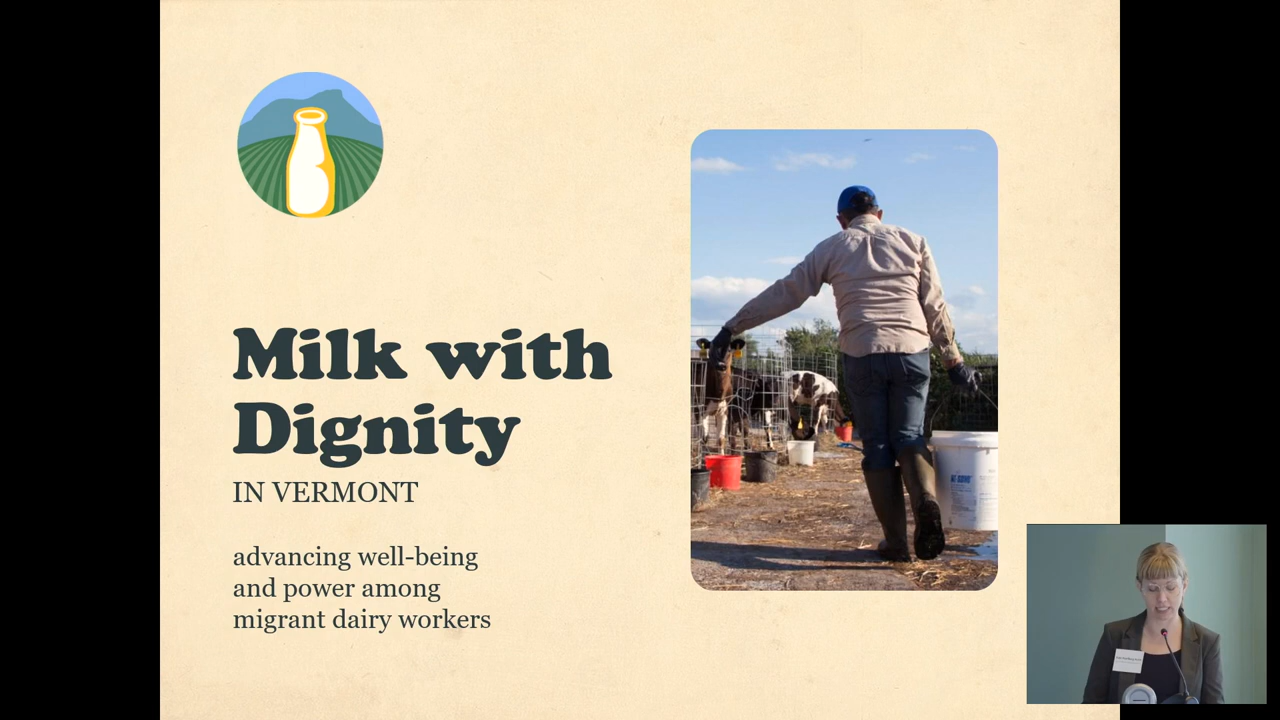 Milk with
Dignity
IN VERMONT
advancing well-being
and power among
migrant dairy workers